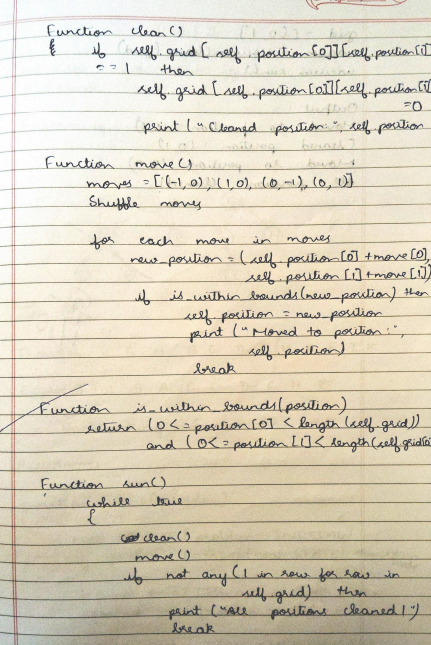 Function clean()
{ if self.grid[self.position[0]][self.position[1]
== 1 then
self.grid[self.position[0]][self.position[1]
=0
print("Cleaned position:" self.position
Function move()
moves = [(-1,0), (1,0), (0,-1), (0,1)]
Shuffle moves
for each move in moves
new_position = (self.position[0]+move[0],
self.position[1]+move[1])
if is_within_bounds(new_position) then
self.position = new_position
print("Moved to position:",
self.position)
break
Function is_within_bounds(position)
return (0<=position[0] < length(self.grid))
and (0<=position[1]< length(self.grid[0
Function run()
while true
{
clean()
move()
if not any(1 in row for row in
self.grid) then
print("All positions cleaned!")
break